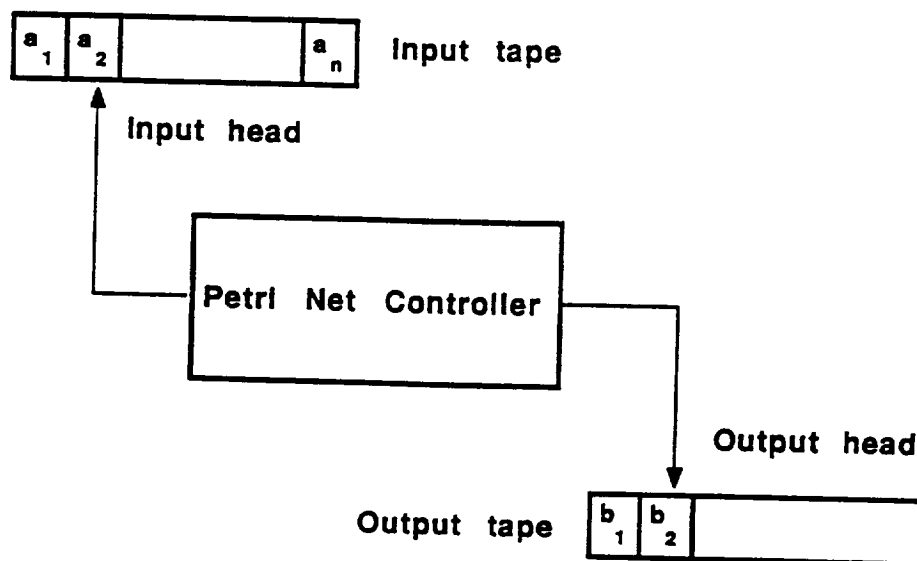 a1 a2 an Input tape
Input head
Petri Net Controller
Output head
Output tape b1 b2